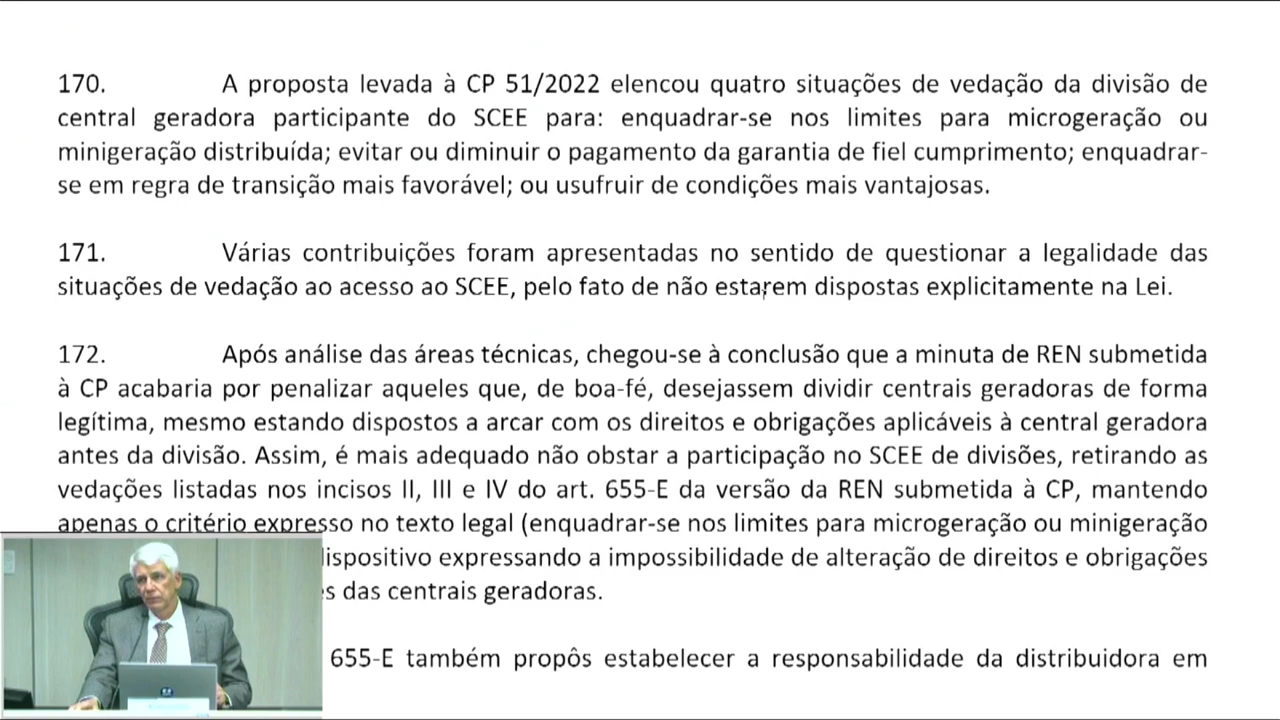 170. A proposta levada à CP 51/2022 elencou quatro situações de vedação da divisão de
central geradora participante do SCEE para: enquadrar-se nos limites para microgeração ou
minigeração distribuída; evitar ou diminuir o pagamento da garantia de fiel cumprimento; enquadrar-
se em regra de transição mais favorável; ou usufruir de condições mais vantajosas.
171. Várias contribuições foram apresentadas no sentido de questionar a legalidade das
situações de vedação ao acesso ao SCEE, pelo fato de não estarem dispostas explicitamente na Lei.
172. Após análise das áreas técnicas, chegou-se à conclusão que a minuta de REN submetida
à CP acabaria por penalizar aqueles que, de boa-fé, desejassem dividir centrais geradoras de forma
legítima, mesmo estando dispostos a arcar com os direitos e obrigações aplicáveis à central geradora
antes da divisão. Assim, é mais adequado não obstar a participação no SCEE de divisões, retirando as
vedações listadas nos incisos II, III e IV do art. 655-E da versão da REN submetida à CP, mantendo
apenas o critério expresso no texto legal (enquadrar-se nos limites para microgeração ou minigeração
dispositivo expressando a impossibilidade de alteração de direitos e obrigações
das centrais geradoras.
655-E também propôs estabelecer a responsabilidade da distribuidora em